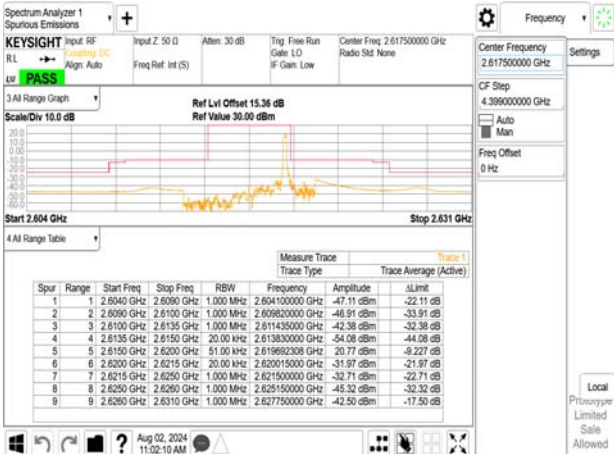 Spectrum Analyzer 1
Spurious Emissions
+
Frequency
KEYSIGHT Input: RF Input Z: 50 Ω Atten: 30 dB Trig: Free Run Center Freq: 2.617500000 GHz
RL Coupling: DC Gate: LO Radio Std: None
Align: Auto Freq Ref: Int (S) IF Gain: Low
LXI PASS
Center Frequency
2.617500000 GHz
Settings
CF Step
4.399000000 GHz
Auto
Man
Freq Offset
0 Hz
3 All Range Graph
Ref Lvl Offset 15.36 dB
Scale/Div 10.0 dB Ref Value 30.00 dBm
20.0
10.0
0.00
-10.0
-20.0
-30.0
-40.0
-50.0
-60.0
Start 2.604 GHz Stop 2.631 GHz
4 All Range Table
Measure Trace Trace 1
Trace Type Trace Average (Active)
Spur Range Start Freq Stop Freq RBW Frequency Amplitude ΔLimit
1 1 2.6040 GHz 2.6090 GHz 1.000 MHz 2.604100000 GHz -47.11 dBm -22.11 dB
2 2 2.6090 GHz 2.6100 GHz 1.000 MHz 2.609820000 GHz -46.91 dBm -33.91 dB
3 3 2.6100 GHz 2.6135 GHz 1.000 MHz 2.611435000 GHz -42.38 dBm -32.38 dB
4 4 2.6135 GHz 2.6150 GHz 20.00 kHz 2.613830000 GHz -54.08 dBm -44.08 dB
5 5 2.6150 GHz 2.6200 GHz 51.00 kHz 2.619692308 GHz 20.77 dBm -9.227 dB
6 6 2.6200 GHz 2.6215 GHz 20.00 kHz 2.620015000 GHz -31.97 dBm -21.97 dB
7 7 2.6215 GHz 2.6250 GHz 1.000 MHz 2.621500000 GHz -32.71 dBm -22.71 dB
8 8 2.6250 GHz 2.6260 GHz 1.000 MHz 2.625150000 GHz -45.32 dBm -32.32 dB
9 9 2.6260 GHz 2.6310 GHz 1.000 MHz 2.627750000 GHz -42.50 dBm -17.50 dB
Local
Prototype
Limited
Sale
Allowed
? Aug 02, 2024
11:02:10 AM